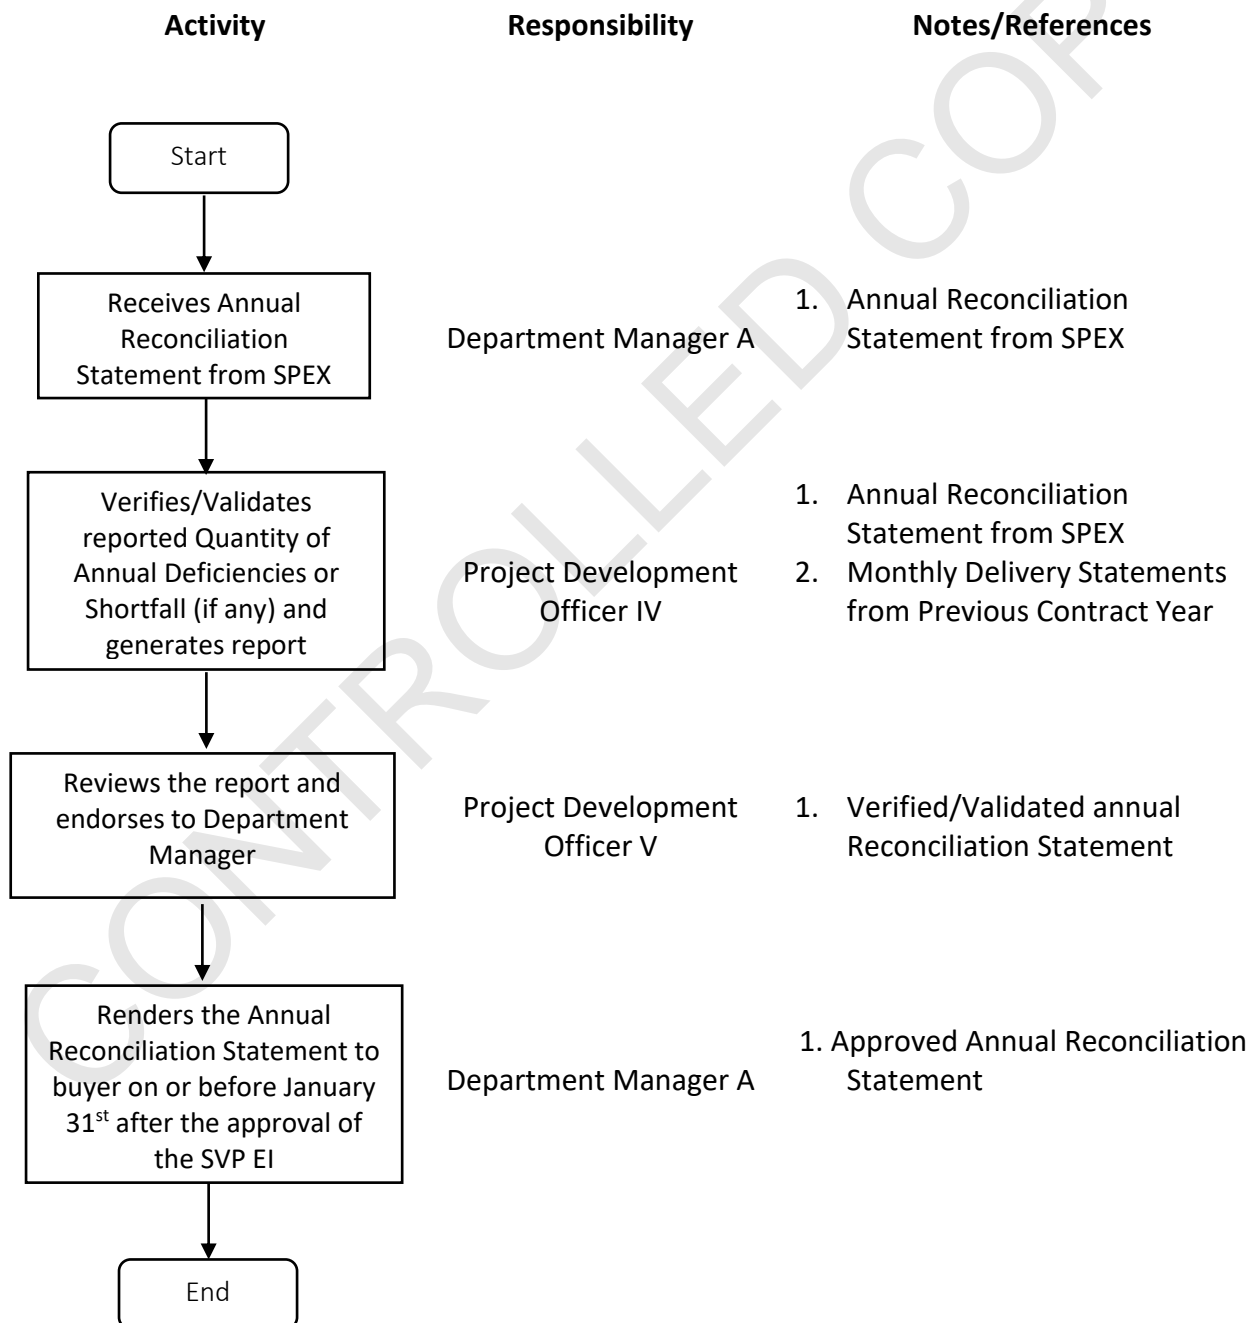 Activity Responsibility Notes/References
Start
Receives Annual
Reconciliation
Statement from SPEX
Department Manager A
1. Annual Reconciliation
Statement from SPEX
Verifies/Validates
reported Quantity of
Annual Deficiencies or
Shortfall (if any) and
generates report
Project Development
Officer IV
1. Annual Reconciliation
Statement from SPEX
2. Monthly Delivery Statements
from Previous Contract Year
Reviews the report and
endorses to Department
Manager
Project Development
Officer V
1. Verified/Validated annual
Reconciliation Statement
Renders the Annual
Reconciliation Statement to
buyer on or before January
31st after the approval of
the SVP EI
Department Manager A
1. Approved Annual Reconciliation
Statement
End
CONTROLLED COP